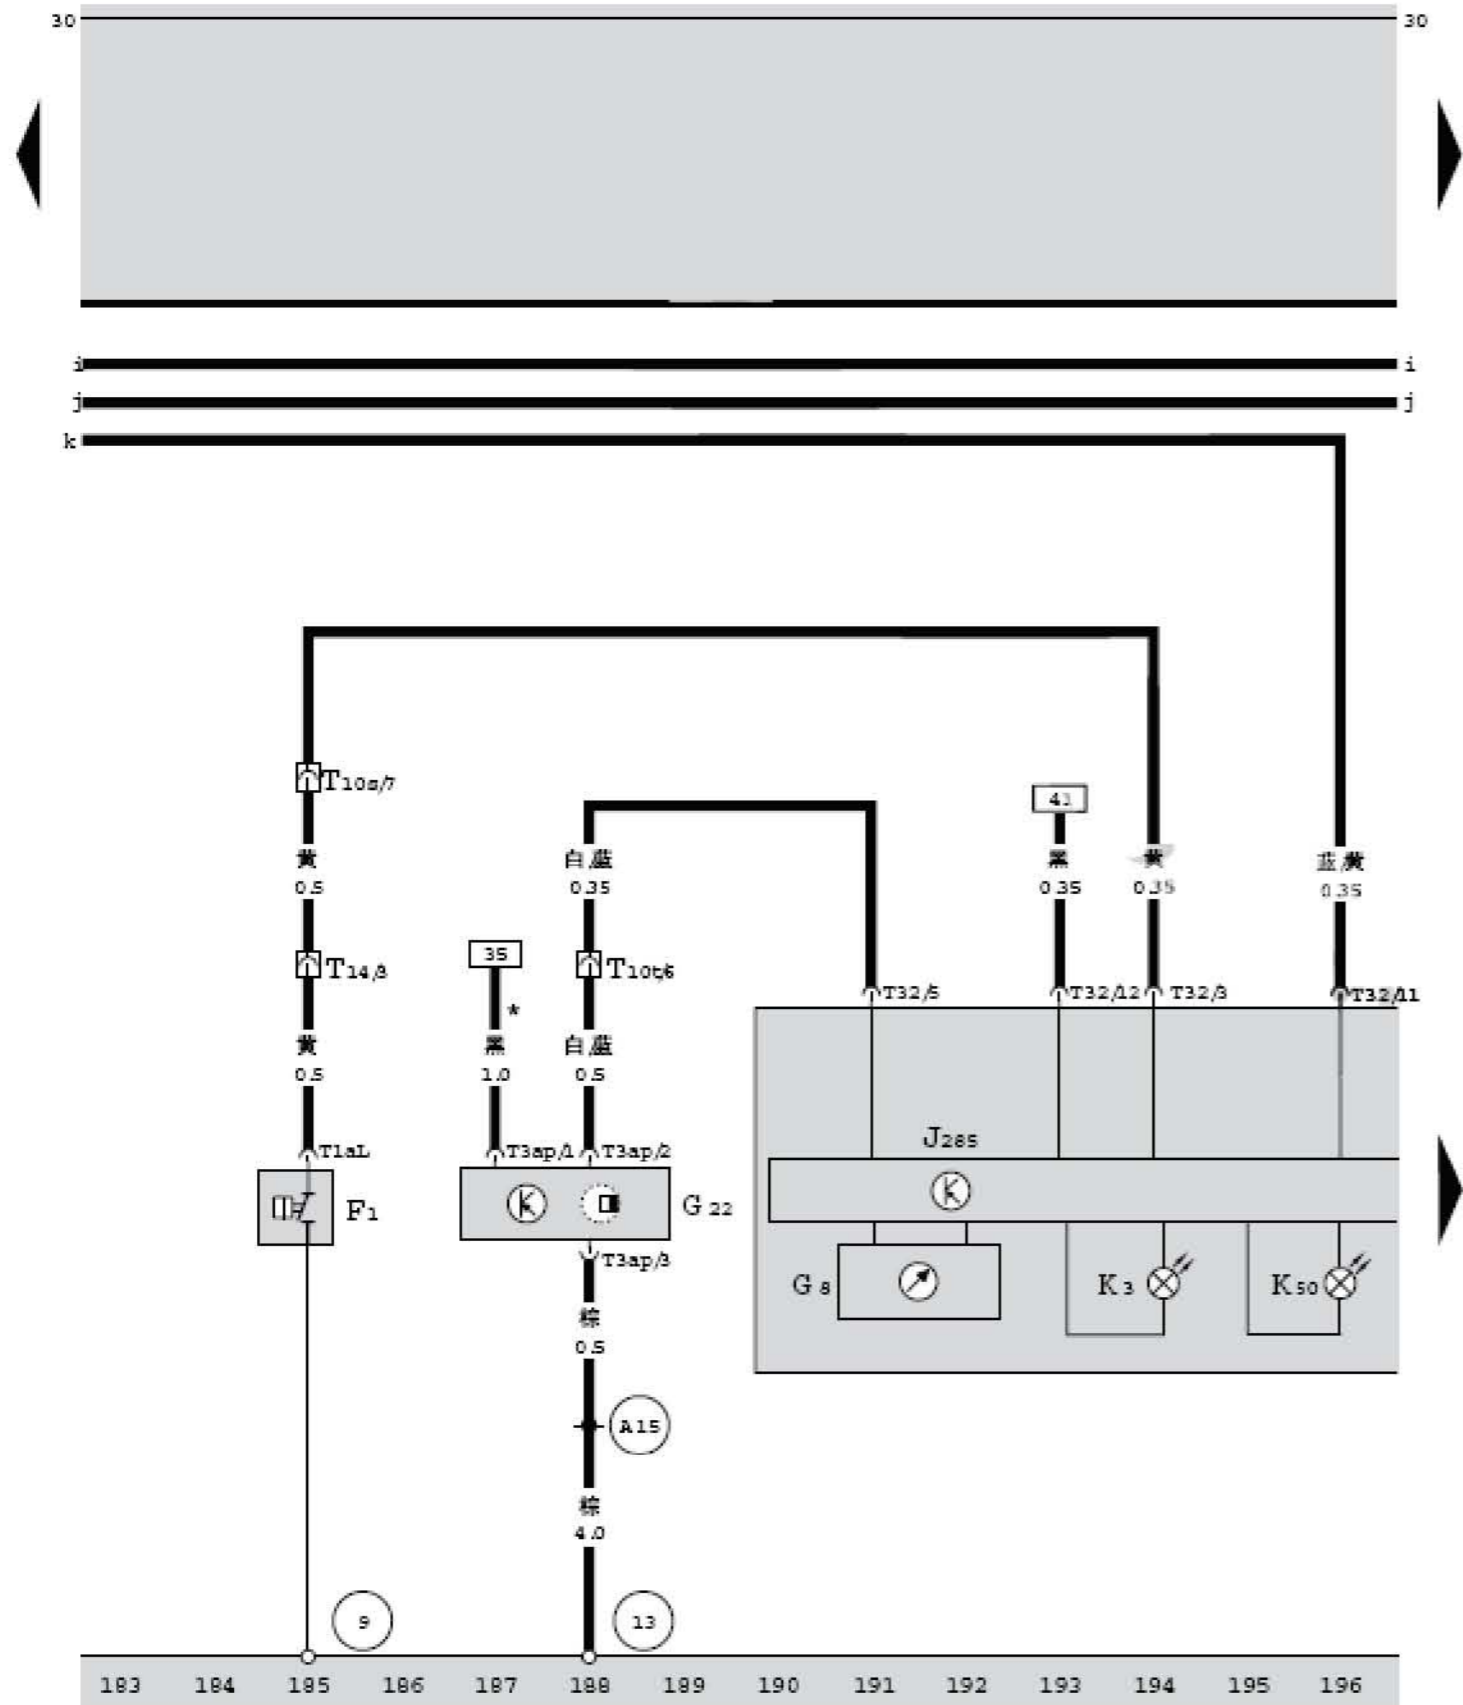 30 30
i i
j j
k
T10s/7
41
黄 白/蓝 黑 黄 蓝/黄
0.5 0.35 0.35 0.35 0.35
35
T14/3 T10t/6
T32/5 T32/12 T32/3 T32/11
*
黄 黑 白/蓝
0.5 1.0 0.5
J285
T1aL T3ap/1 T3ap/2
F1 G22
T3ap/3
G8 K3 K50
棕
0.5
A15
棕
4.0
9 13
183 184 185 186 187 188 189 190 191 192 193 194 195 196